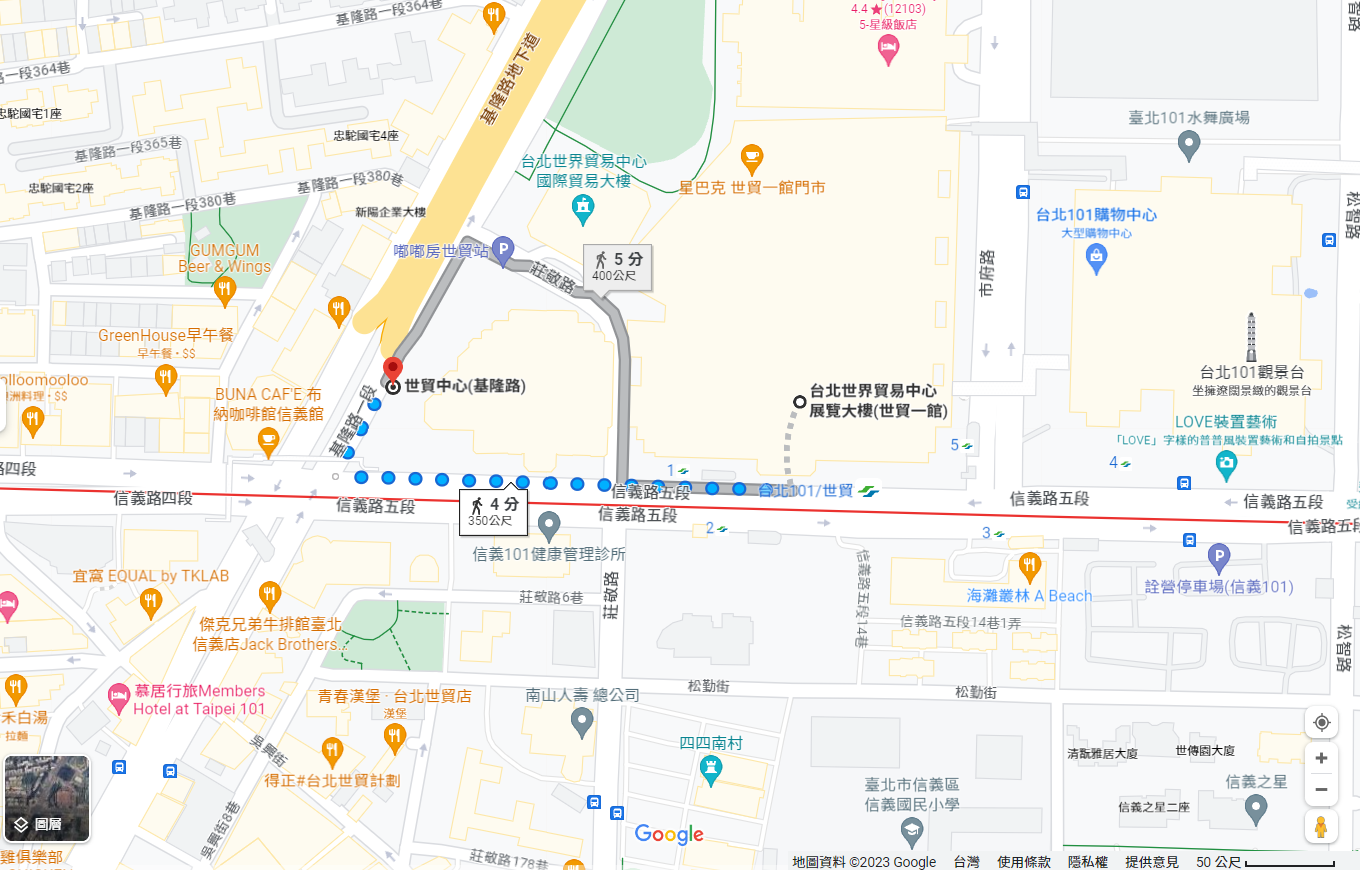 基隆路一段364巷
4.4★(12103)
5-星級飯店
松智路
基隆路一段364巷
基隆路地下道
忠駝國宅1座
忠駝國宅4座
臺北101水舞廣場
基隆路一段365巷
台北世界貿易中心
國際貿易大樓
星巴克 世貿一館門市
基隆路一段380巷
忠駝國宅2座
基隆路一段380巷
新陽企業大樓
台北101購物中心
大型購物中心
松智路
GUMGUM
Beer & Wings
嘟嘟房世貿站
P
5 分
400公尺
莊敬路
市府路
GreenHouse早午餐
早午餐・$$
台北101觀景台
坐擁遼闊景緻的觀景台
olloomooloo
洲料理・$$
BUNA CAF'E 布
納咖啡館信義館
世貿中心(基隆路)
台北世界貿易中心
展覽大樓(世貿一館)
基隆路一段
LOVE裝置藝術
「LOVE」字樣的普普風裝置藝術和自拍景點
5
4
1
路四段
信義路四段
信義路五段
信義路五段
台北101/世貿
信義路五段
信義路五段
信義路五段
信義路五段
4 分
350公尺
2
3
信義101健康管理診所
宜窩 EQUAL by TKLAB
莊敬路
莊敬路6巷
信義路五段14巷
海灘叢林 A Beach
P
詮營停車場(信義101)
傑克兄弟牛排館臺北
信義店Jack Brothers...
信義路五段14巷1弄
松智路
慕居行旅Members
Hotel at Taipei 101
青春漢堡 · 台北世貿店
漢堡
南山人壽 總公司
松勤街
松勤街
禾白湯
拉麵
吳興街
四四南村
清翫雅居大廈
世傳園大廈
得正#台北世貿計劃
臺北市信義區
信義國民小學
信義之星
信義之星二座
圖層
吳興街8巷
Google
雞俱樂部
莊敬路178巷
地圖資料 ©2023 Google
台灣
使用條款
隱私權
提供意見
50 公尺